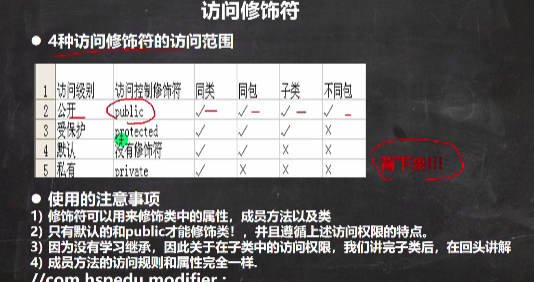 访问修饰符
● 4种访问修饰符的访问范围
1 访问级别 访问控制修饰符 同类 同包 子类 不同包
2 公开 public ✓ ✓ ✓ ✓
3 受保护 protected ✓ ✓ ✓ ×
4 默认 没有修饰符 ✓ ✓ × ×
5 私有 private ✓ × × ×
背下来!!!
● 使用的注意事项
1) 修饰符可以用来修饰类中的属性，成员方法以及类
2) 只有默认的和public才能修饰类！，并且遵循上述访问权限的特点。
3) 因为没有学习继承，因此关于在子类中的访问权限，我们讲完子类后，在回头讲解
4) 成员方法的访问规则和属性完全一样.
//com.hspedu.modifier :